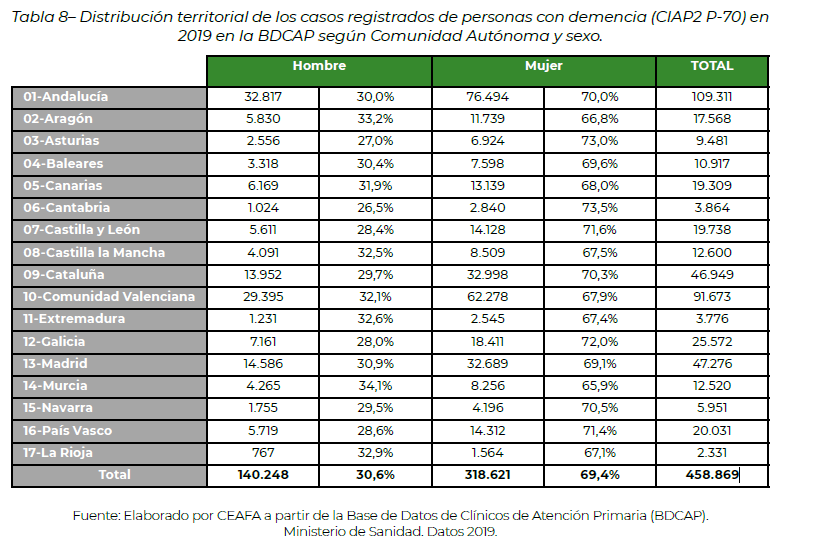 Tabla 8– Distribución territorial de los casos registrados de personas con demencia (CIAP2 P-70) en
2019 en la BDCAP según Comunidad Autónoma y sexo.
Hombre Mujer TOTAL
01-Andalucía 32.817 30,0% 76.494 70,0% 109.311
02-Aragón 5.830 33,2% 11.739 66,8% 17.568
03-Asturias 2.556 27,0% 6.924 73,0% 9.481
04-Baleares 3.318 30,4% 7.598 69,6% 10.917
05-Canarias 6.169 31,9% 13.139 68,0% 19.309
06-Cantabria 1.024 26,5% 2.840 73,5% 3.864
07-Castilla y León 5.611 28,4% 14.128 71,6% 19.738
08-Castilla la Mancha 4.091 32,5% 8.509 67,5% 12.600
09-Cataluña 13.952 29,7% 32.998 70,3% 46.949
10-Comunidad Valenciana 29.395 32,1% 62.278 67,9% 91.673
11-Extremadura 1.231 32,6% 2.545 67,4% 3.776
12-Galicia 7.161 28,0% 18.411 72,0% 25.572
13-Madrid 14.586 30,9% 32.689 69,1% 47.276
14-Murcia 4.265 34,1% 8.256 65,9% 12.520
15-Navarra 1.755 29,5% 4.196 70,5% 5.951
16-País Vasco 5.719 28,6% 14.312 71,4% 20.031
17-La Rioja 767 32,9% 1.564 67,1% 2.331
Total 140.248 30,6% 318.621 69,4% 458.869
Fuente: Elaborado por CEAFA a partir de la Base de Datos de Clínicos de Atención Primaria (BDCAP).
Ministerio de Sanidad. Datos 2019.